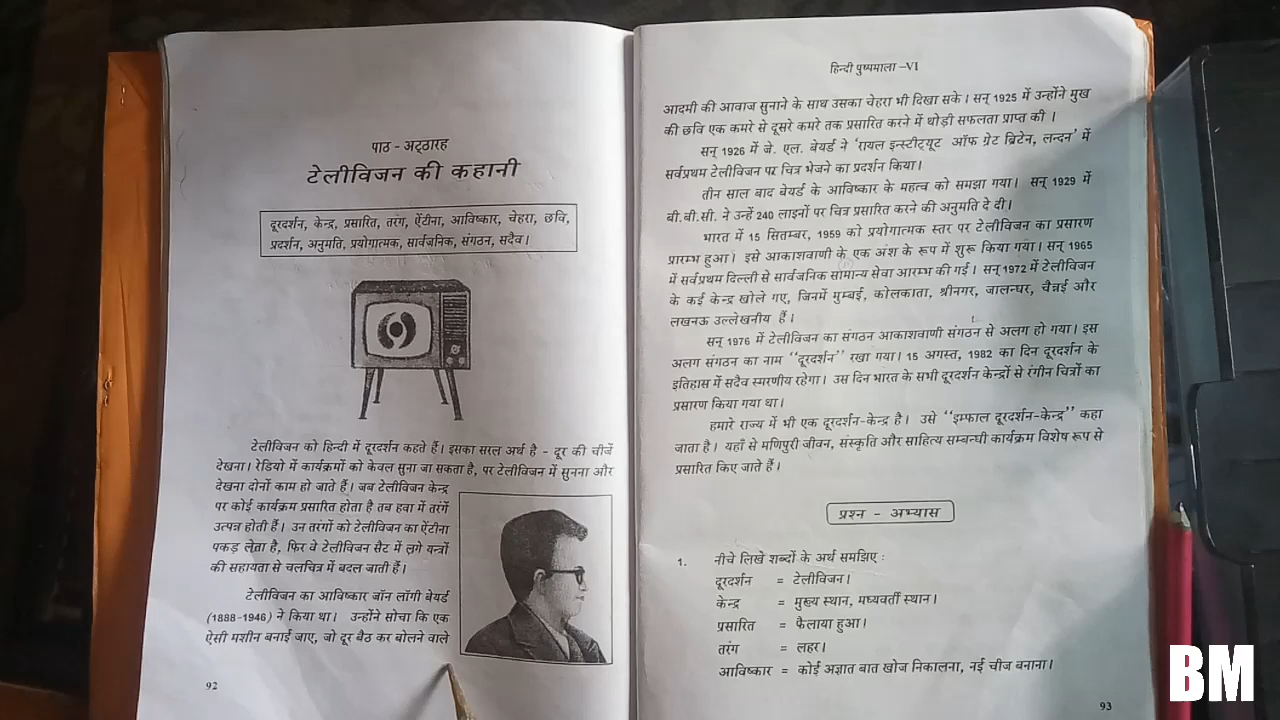 पाठ - अट्ठारह
टेलीविजन की कहानी
दूरदर्शन, केन्द्र, प्रसारित, तरंग, ऐंटीना, आविष्कार, चेहरा, छवि,
प्रदर्शन, अनुमति, प्रयोगात्मक, सार्वजनिक, संगठन, सदैव।
टेलीविजन को हिन्दी में दूरदर्शन कहते हैं। इसका सरल अर्थ है - दूर की चीजें
देखना। रेडियो में कार्यक्रमों को केवल सुना जा सकता है, पर टेलीविजन में सुनना और
देखना दोनों काम हो जाते हैं। जब टेलीविजन केन्द्र
पर कोई कार्यक्रम प्रसारित होता है तब हवा में तरंगें
उत्पन्न होती हैं। उन तरंगों को टेलीविजन का ऐंटीना
पकड़ लेता है, फिर वे टेलीविजन सैट में लगे यन्त्रों
की सहायता से चलचित्र में बदल जाती हैं।
टेलीविजन का आविष्कार जॉन लॉगी बेयर्ड
(1888-1946) ने किया था। उन्होंने सोचा कि एक
ऐसी मशीन बनाई जाए, जो दूर बैठ कर बोलने वाले
92
हिन्दी पुष्पमाला –VI
आदमी की आवाज सुनाने के साथ उसका चेहरा भी दिखा सके। सन् 1925 में उन्होंने मुख
की छवि एक कमरे से दूसरे कमरे तक प्रसारित करने में थोड़ी सफलता प्राप्त की ।
सन् 1926 में जे. एल. बेयर्ड ने ‘रायल इन्स्टीट्यूट ऑफ ग्रेट ब्रिटेन, लन्दन’ में
सर्वप्रथम टेलीविजन पर चित्र भेजने का प्रदर्शन किया।
तीन साल बाद बेयर्ड के आविष्कार के महत्व को समझा गया। सन् 1929 में
बी.बी.सी. ने उन्हें 240 लाइनों पर चित्र प्रसारित करने की अनुमति दे दी।
भारत में 15 सितम्बर, 1959 को प्रयोगात्मक स्तर पर टेलीविजन का प्रसारण
प्रारम्भ हुआ। इसे आकाशवाणी के एक अंश के रूप में शुरू किया गया। सन् 1965
में सर्वप्रथम दिल्ली से सार्वजनिक सामान्य सेवा आरम्भ की गई। सन् 1972 में टेलीविजन
के कई केन्द्र खोले गए, जिनमें मुम्बई, कोलकाता, श्रीनगर, जालन्धर, चैन्नई और
लखनऊ उल्लेखनीय हैं।
सन् 1976 में टेलीविजन का संगठन आकाशवाणी संगठन से अलग हो गया। इस
अलग संगठन का नाम ‘‘दूरदर्शन’’ रखा गया। 15 अगस्त, 1982 का दिन दूरदर्शन के
इतिहास में सदैव स्मरणीय रहेगा। उस दिन भारत के सभी दूरदर्शन केन्द्रों से रंगीन चित्रों का
प्रसारण किया गया था।
हमारे राज्य में भी एक दूरदर्शन-केन्द्र है। उसे ‘‘इम्फाल दूरदर्शन-केन्द्र’’ कहा
जाता है। यहाँ से मणिपुरी जीवन, संस्कृति और साहित्य सम्बन्धी कार्यक्रम विशेष रूप से
प्रसारित किए जाते हैं।
प्रश्न - अभ्यास
1. नीचे लिखे शब्दों के अर्थ समझिए :
दूरदर्शन = टेलीविजन।
केन्द्र = मुख्य स्थान, मध्यवर्ती स्थान।
प्रसारित = फैलाया हुआ।
तरंग = लहर।
आविष्कार = कोई अज्ञात बात खोज निकालना, नई चीज बनाना।
93
BM